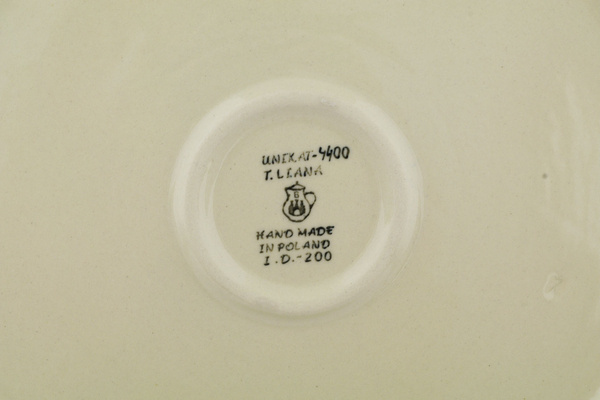 UNIKAT-4400
T. LIANA
B
HAND MADE
IN POLAND
I.D.-200